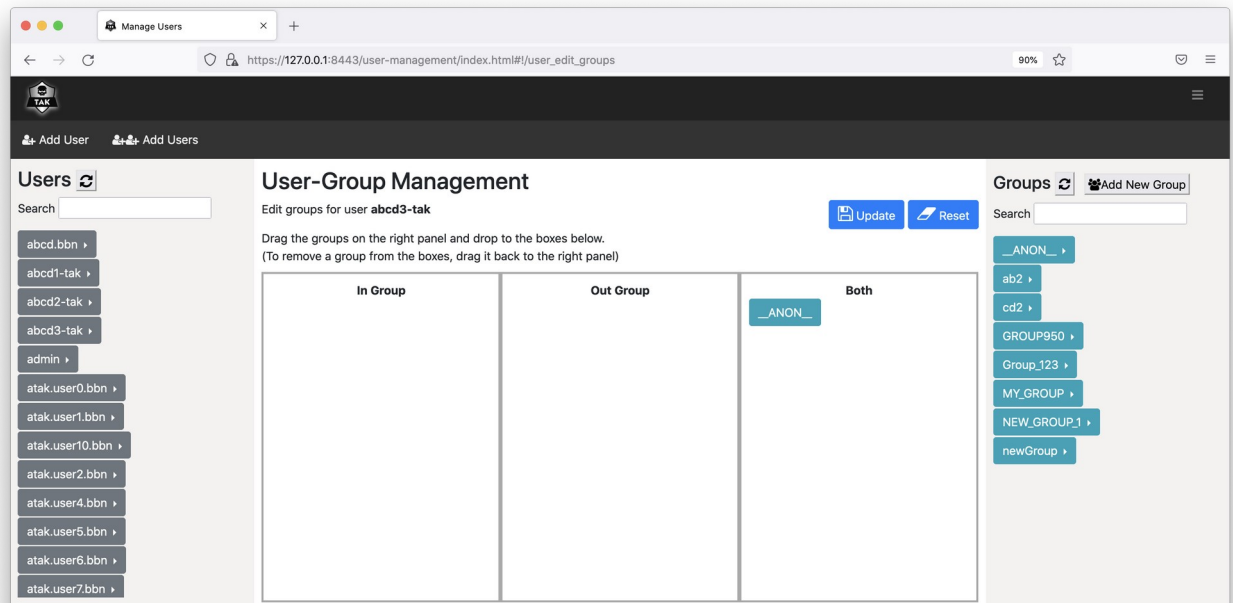 Manage Users
https://127.0.0.1:8443/user-management/index.html#!/user_edit_groups
90%
TAK
Add User
Add Users
Users
Search
abcd.bbn
abcd1-tak
abcd2-tak
abcd3-tak
admin
atak.user0.bbn
atak.user1.bbn
atak.user10.bbn
atak.user2.bbn
atak.user4.bbn
atak.user5.bbn
atak.user6.bbn
atak.user7.bbn
User-Group Management
Edit groups for user abcd3-tak
Update
Reset
Drag the groups on the right panel and drop to the boxes below.
(To remove a group from the boxes, drag it back to the right panel)
In Group
Out Group
Both
__ANON__
Groups
Add New Group
Search
__ANON__
ab2
cd2
GROUP950
Group_123
MY_GROUP
NEW_GROUP_1
newGroup